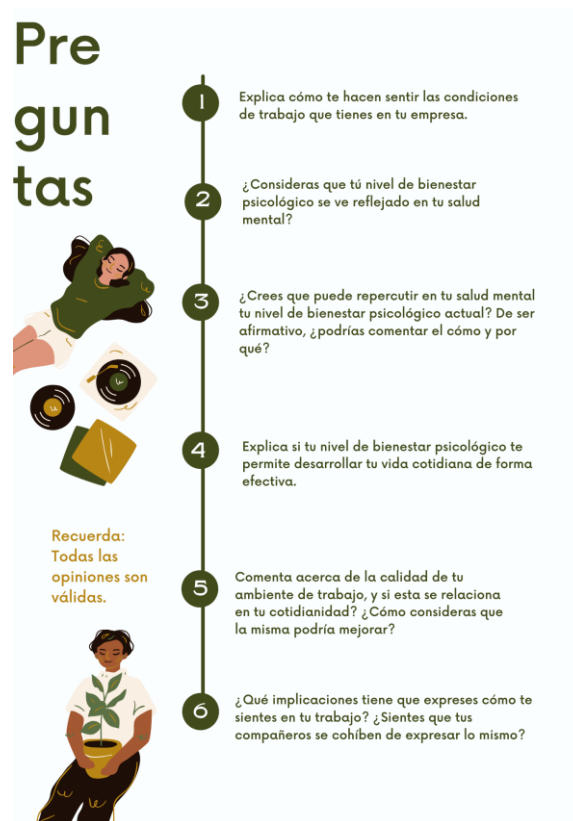 Pre
gun
tas
1
Explica cómo te hacen sentir las condiciones
de trabajo que tienes en tu empresa.
2
¿Consideras que tú nivel de bienestar
psicológico se ve reflejado en tu salud
mental?
3
¿Crees que puede repercutir en tu salud mental
tu nivel de bienestar psicológico actual? De ser
afirmativo, ¿podrías comentar el cómo y por
qué?
4
Explica si tu nivel de bienestar psicológico te
permite desarrollar tu vida cotidiana de forma
efectiva.
Recuerda:
Todas las
opiniones son
válidas.
5
Comenta acerca de la calidad de tu
ambiente de trabajo, y si esta se relaciona
en tu cotidianidad? ¿Cómo consideras que
la misma podría mejorar?
6
¿Qué implicaciones tiene que expreses cómo te
sientes en tu trabajo? ¿Sientes que tus
compañeros se cohíben de expresar lo mismo?